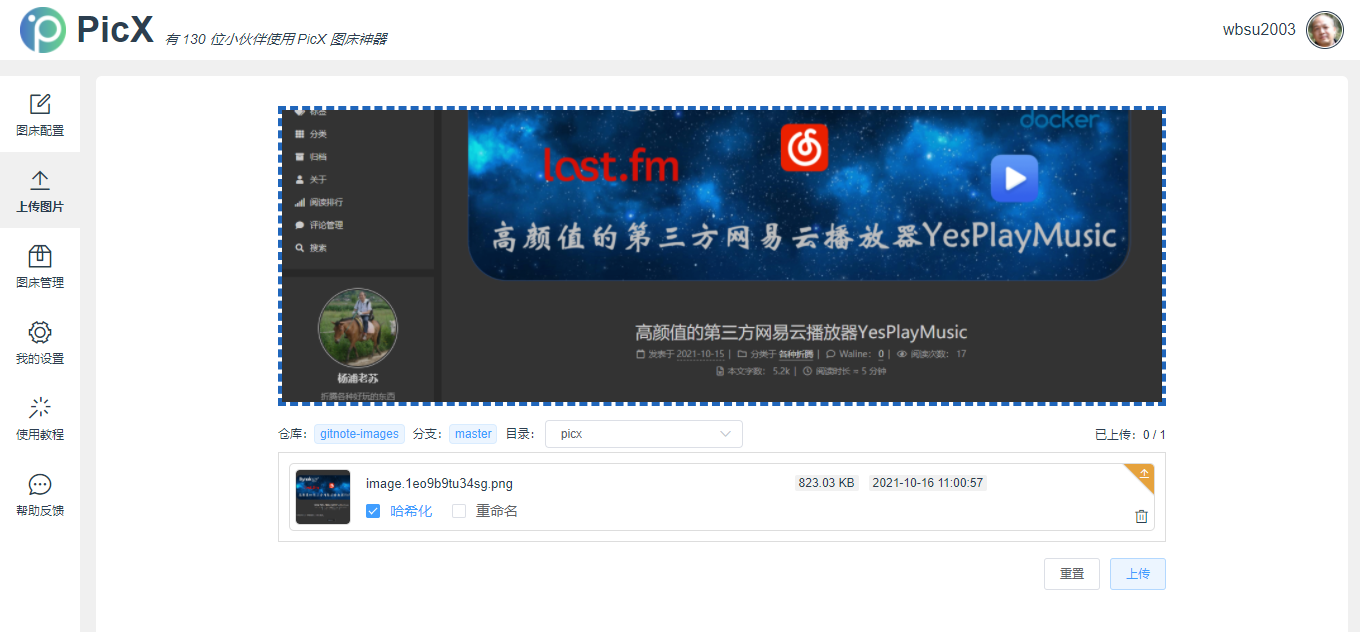 PicX 有 130 位小伙伴使用 PicX 图床神器
wbsu2003
图床配置
上传图片
图床管理
我的设置
使用教程
帮助反馈
标签
分类
归档
关于
阅读排行
评论管理
搜索
杨浦老苏
折腾各种好玩的东西
docker
last.fm
高颜值的第三方网易云播放器YesPlayMusic
高颜值的第三方网易云播放器YesPlayMusic
发表于 2021-10-15 | 分类于 各种折腾 | Waline: 0 | 阅读次数: 17
本文字数: 5.2k | 阅读时长 ≈ 5 分钟
仓库: gitnote-images 分支: master 目录: picx
已上传: 0 / 1
image.1eo9b9tu34sg.png 823.03 KB 2021-10-16 11:00:57
哈希化 重命名
重置 上传